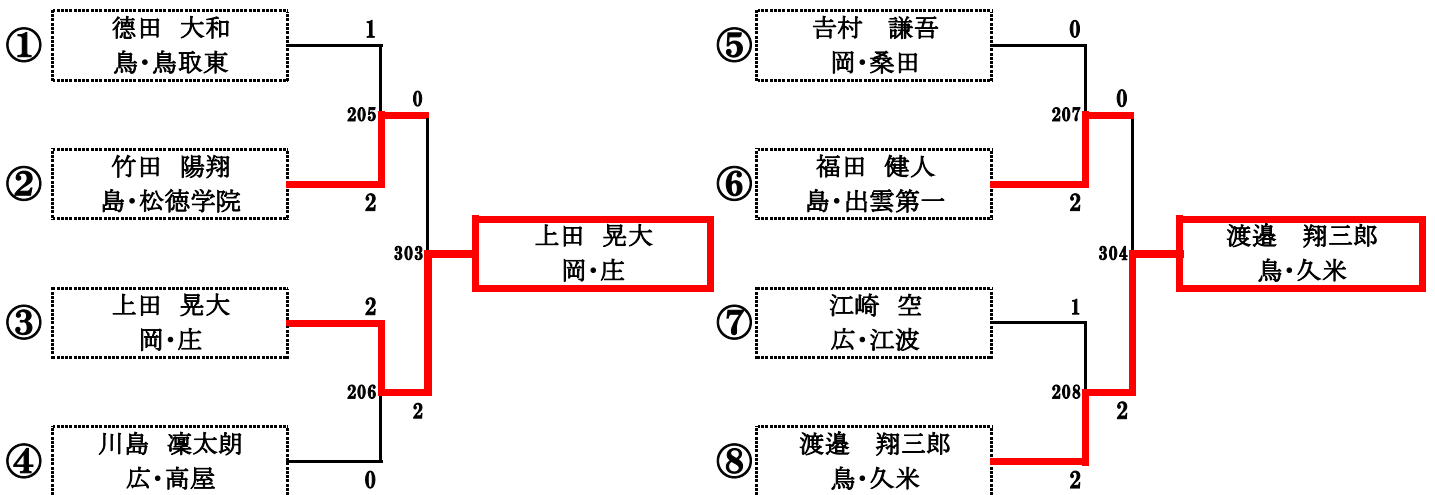 ①
德田 大和
鳥・鳥取東
1
205
0
②
竹田 陽翔
島・松徳学院
2
303
上田 晃大
岡・庄
③
上田 晃大
岡・庄
2
206
2
④
川島 凜太朗
広・高屋
0
⑤
𠮷村 謙吾
岡・桑田
0
207
0
⑥
福田 健人
島・出雲第一
2
304
渡邉 翔三郎
鳥・久米
⑦
江崎 空
広・江波
1
208
2
⑧
渡邉 翔三郎
鳥・久米
2